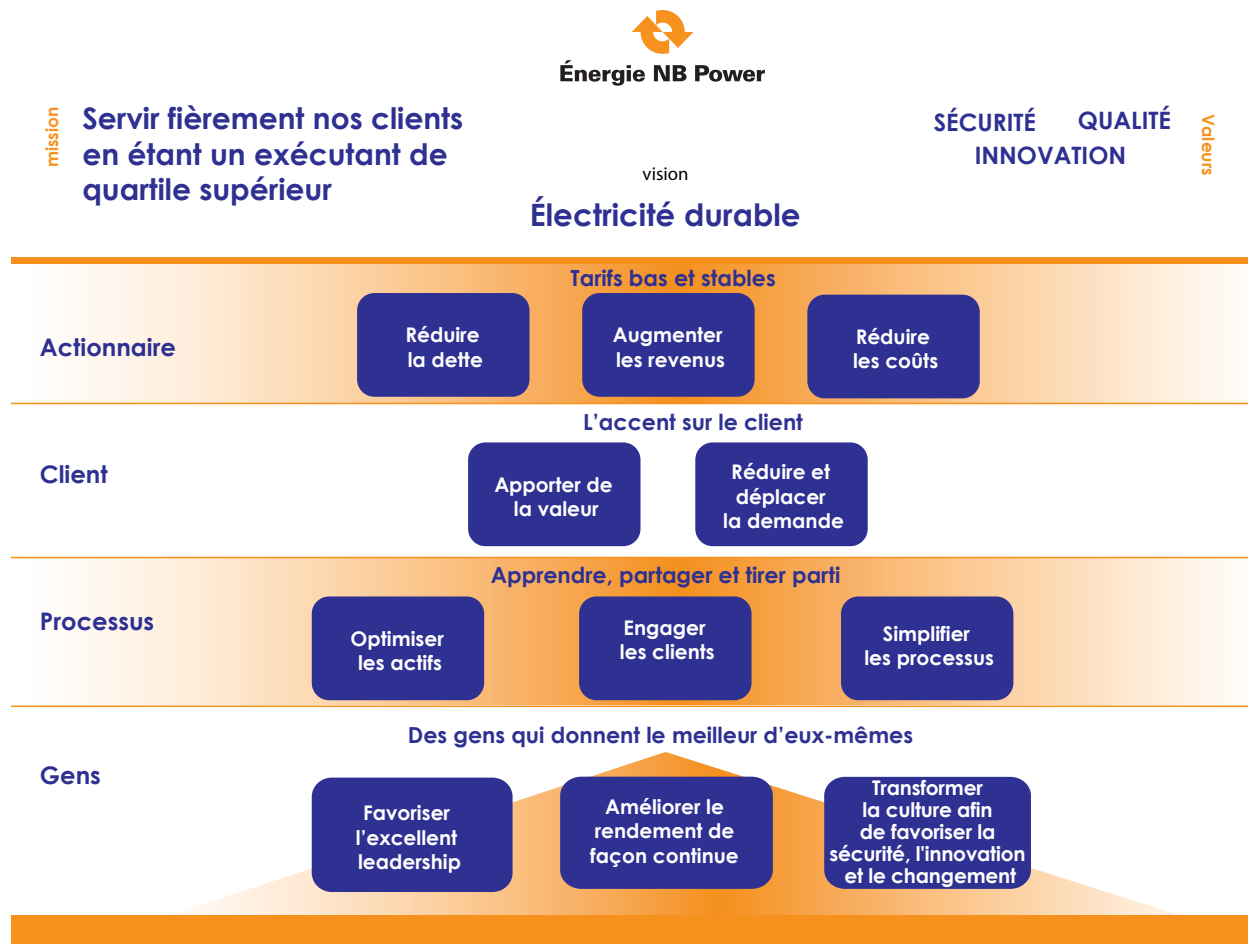 Énergie NB Power
mission
Servir fièrement nos clients
en étant un exécutant de
quartile supérieur
vision
Électricité durable
SÉCURITÉ QUALITÉ
INNOVATION
Valeurs
Tarifs bas et stables
Actionnaire
Réduire
la dette
Augmenter
les revenus
Réduire
les coûts
L'accent sur le client
Client
Apporter de
la valeur
Réduire et
déplacer
la demande
Apprendre, partager et tirer parti
Processus
Optimiser
les actifs
Engager
les clients
Simplifier
les processus
Des gens qui donnent le meilleur d'eux-mêmes
Gens
Favoriser
l'excellent
leadership
Améliorer le
rendement de
façon continue
Transformer
la culture afin
de favoriser la
sécurité, l'innovation
et le changement